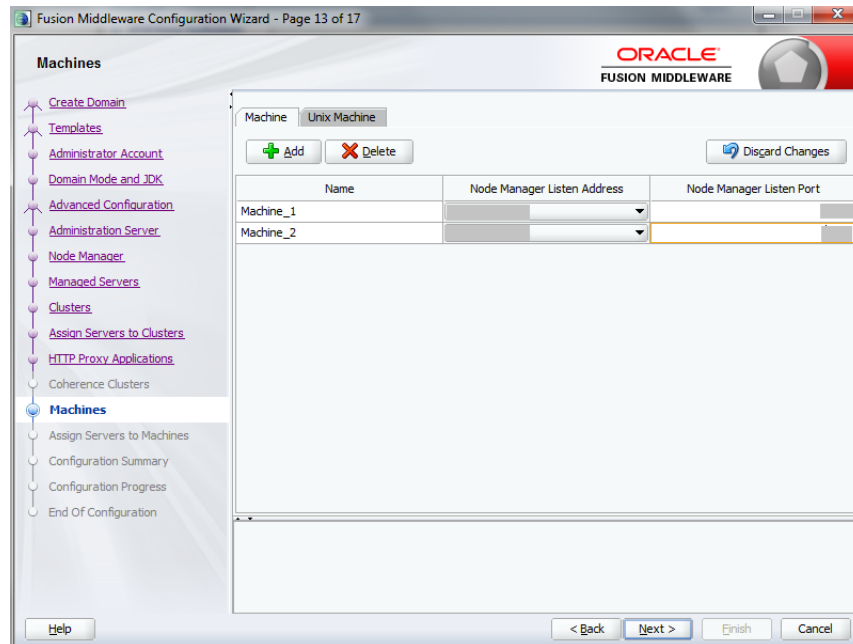 Fusion Middleware Configuration Wizard - Page 13 of 17
Machines
ORACLE
FUSION MIDDLEWARE
Create Domain
Templates
Administrator Account
Domain Mode and JDK
Advanced Configuration
Administration Server
Node Manager
Managed Servers
Clusters
Assign Servers to Clusters
HTTP Proxy Applications
Coherence Clusters
Machines
Assign Servers to Machines
Configuration Summary
Configuration Progress
End Of Configuration
Machine Unix Machine
Add Delete Discard Changes
Name Node Manager Listen Address Node Manager Listen Port
Machine_1
Machine_2
Help < Back Next > Finish Cancel